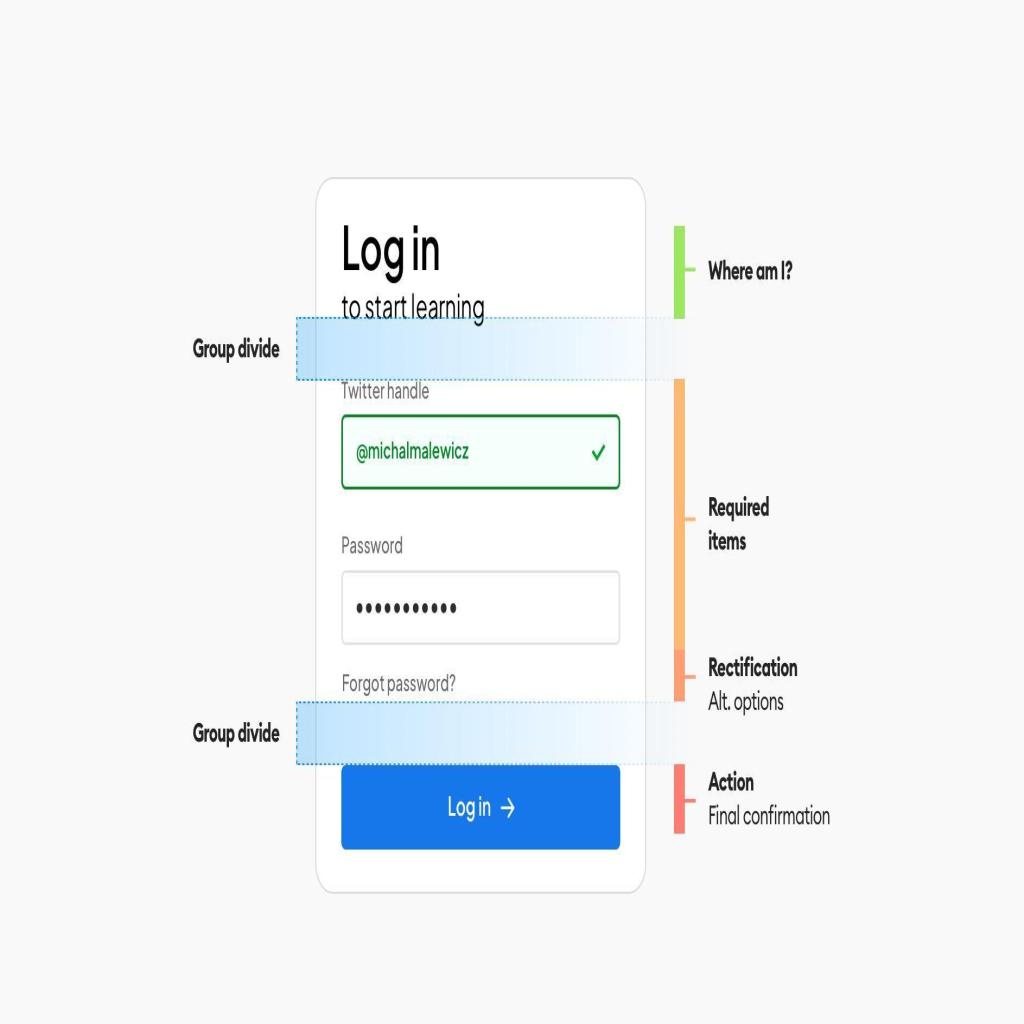 Log in
to start learning
Where am I?
Group divide
Twitter handle
@michalmalewicz
Required
items
Password
•••••••••••
Forgot password?
Rectification
Alt. options
Group divide
Log in →
Action
Final confirmation